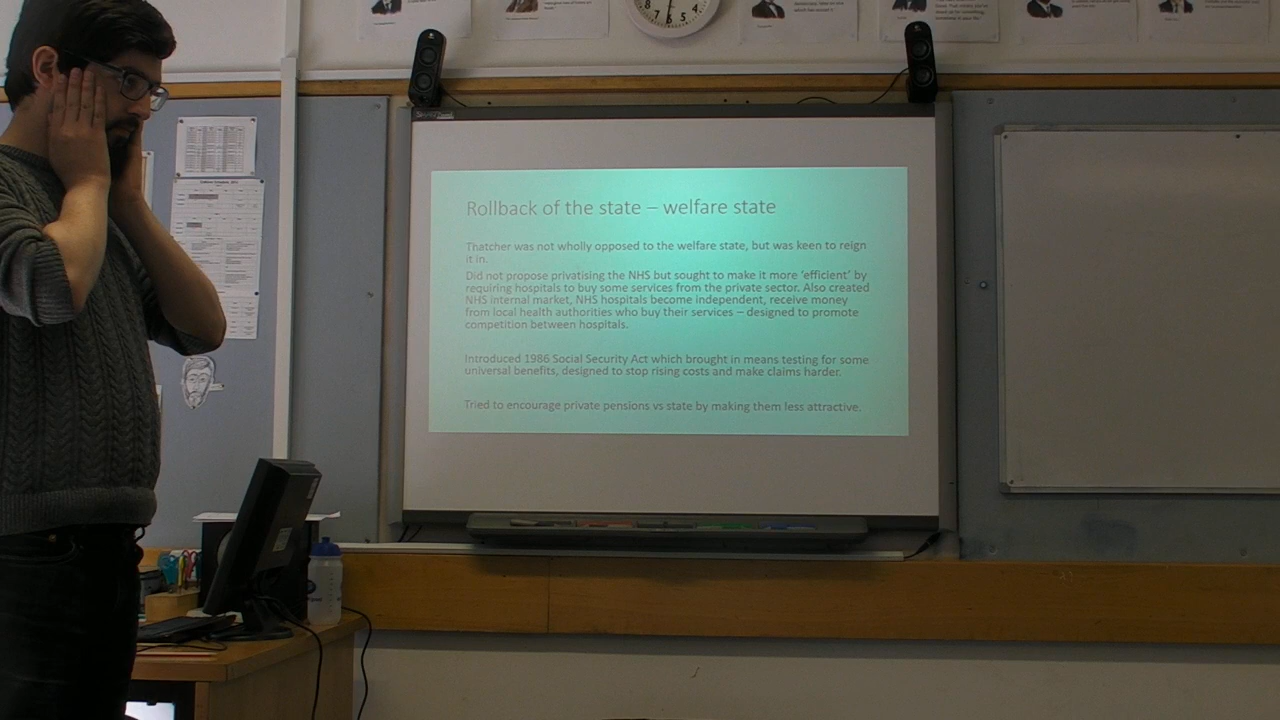 Rollback of the state – welfare state
Thatcher was not wholly opposed to the welfare state, but was keen to reign
it in.
Did not propose privatising the NHS but sought to make it more 'efficient' by
requiring hospitals to buy some services from the private sector. Also created
NHS internal market, NHS hospitals become independent, receive money
from local health authorities who buy their services – designed to promote
competition between hospitals.
Introduced 1986 Social Security Act which brought in means testing for some
universal benefits, designed to stop rising costs and make claims harder.
Tried to encourage private pensions vs state by making them less attractive.